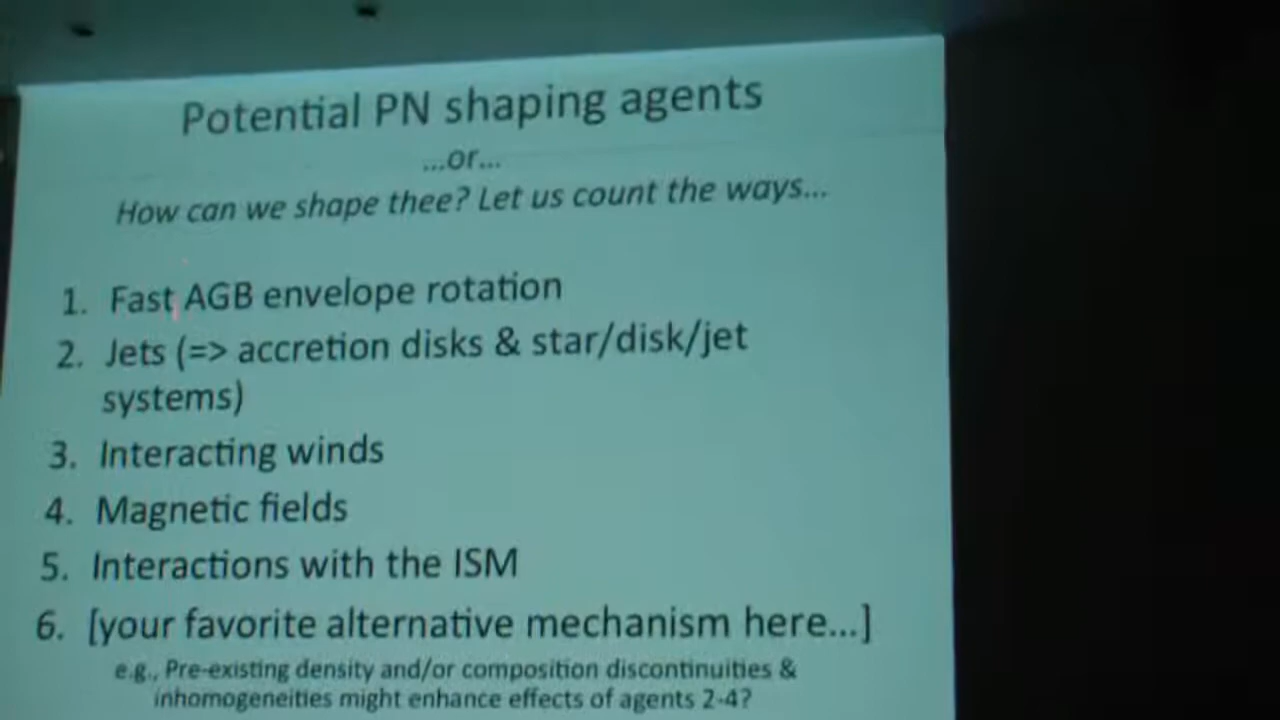 Potential PN shaping agents
...or...
How can we shape thee? Let us count the ways...
1. Fast AGB envelope rotation
2. Jets (=> accretion disks & star/disk/jet
systems)
3. Interacting winds
4. Magnetic fields
5. Interactions with the ISM
6. [your favorite alternative mechanism here...]
e.g., Pre-existing density and/or composition discontinuities &
inhomogeneities might enhance effects of agents 2-4?